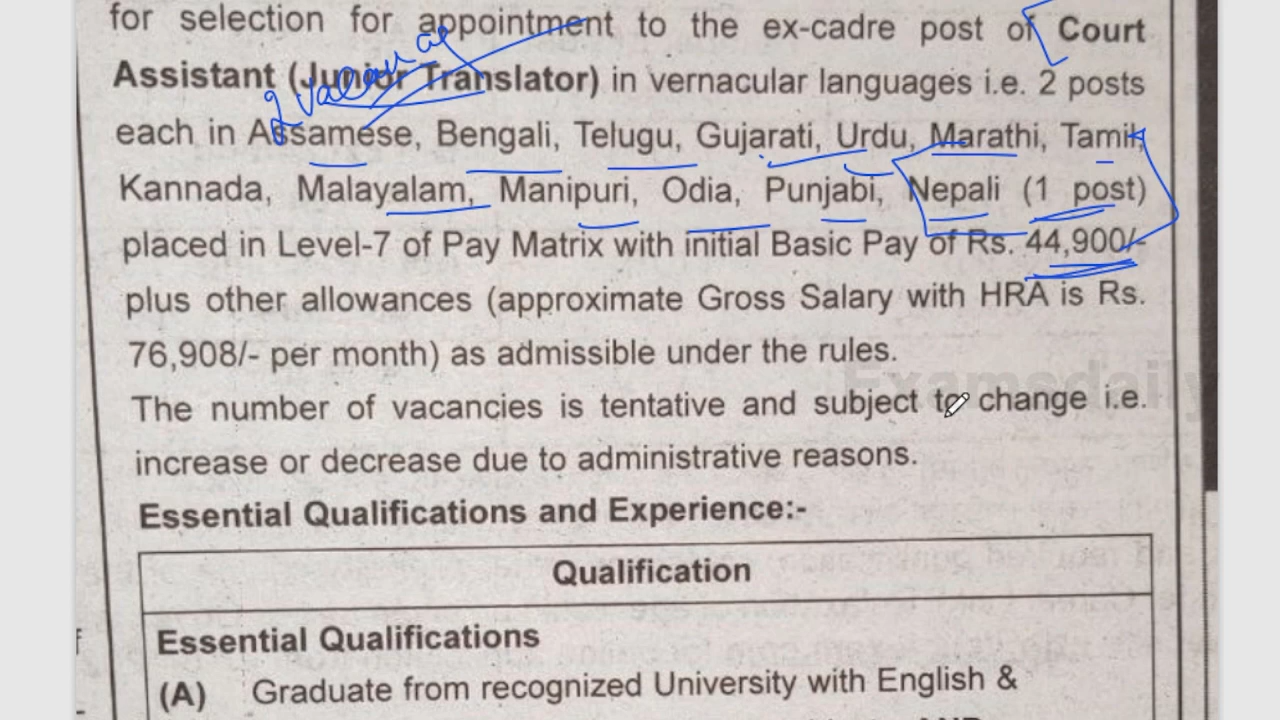 for selection for appointment to the ex-cadre post of Court
Assistant (Junior Translator) in vernacular languages i.e. 2 posts
2 Vacancy
each in Assamese, Bengali, Telugu, Gujarati, Urdu, Marathi, Tamil,
Kannada, Malayalam, Manipuri, Odia, Punjabi, Nepali (1 post)
placed in Level-7 of Pay Matrix with initial Basic Pay of Rs. 44,900/-
plus other allowances (approximate Gross Salary with HRA is Rs.
76,908/- per month) as admissible under the rules.
Examsdaily
The number of vacancies is tentative and subject to change i.e.
increase or decrease due to administrative reasons.
Essential Qualifications and Experience:-
Qualification
Essential Qualifications
(A) Graduate from recognized University with English &
AND